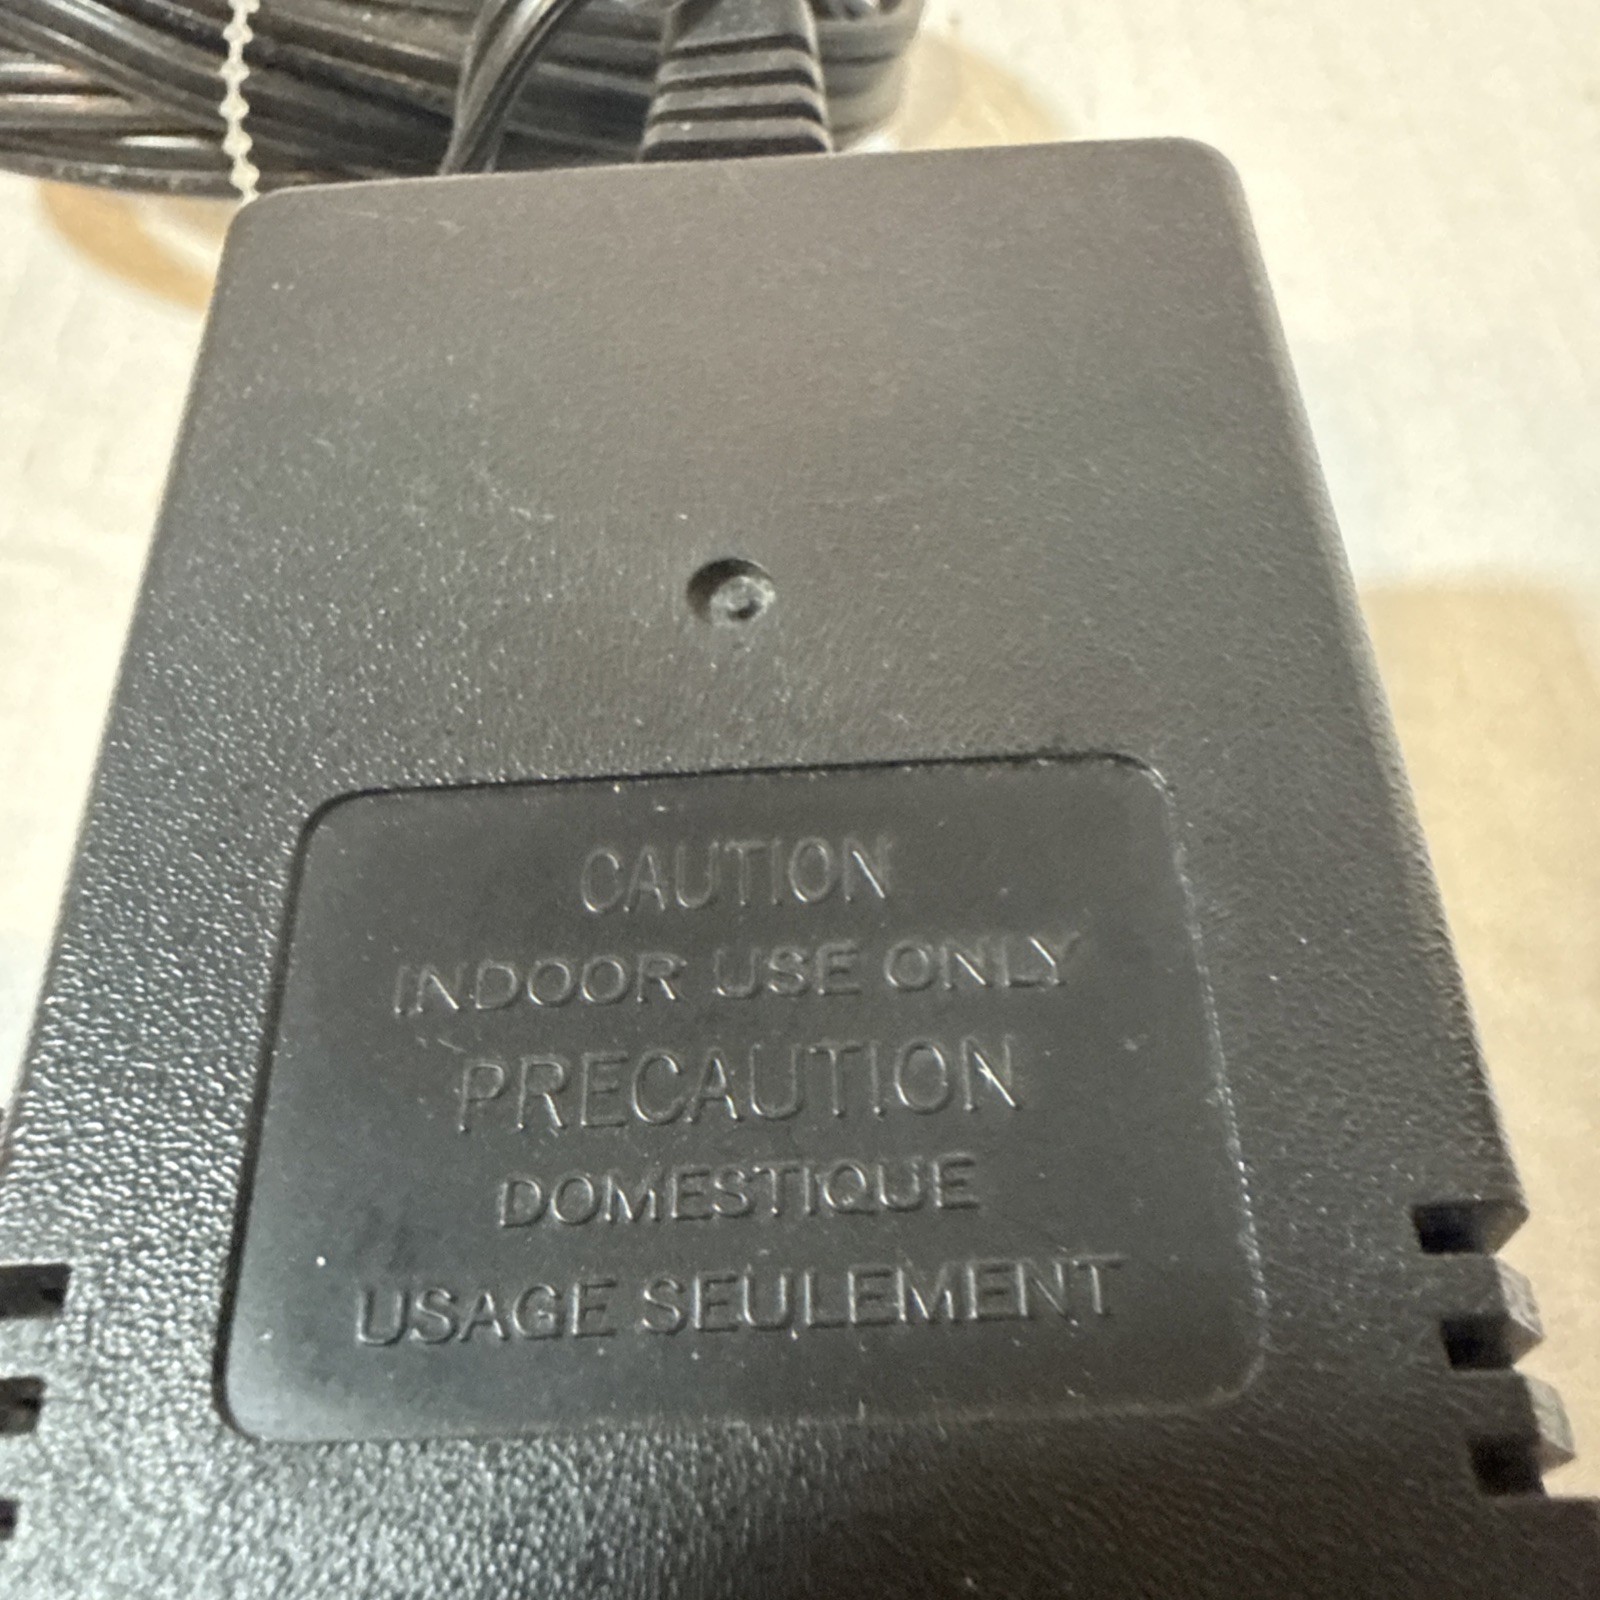 CAUTION
INDOOR USE ONLY
PRECAUTION
DOMESTIQUE
USAGE SEULEMENT